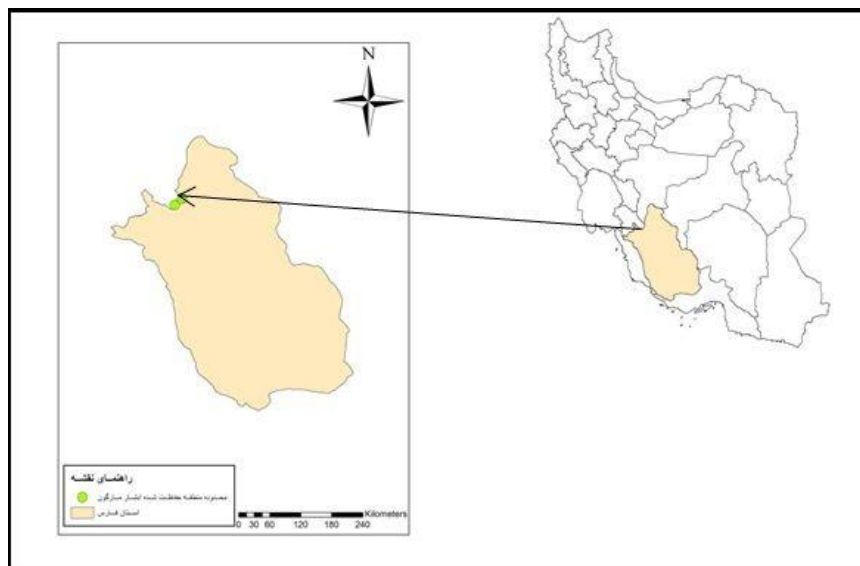 N
راهنمای نقشه
محدوده منطقه حفاظت شده آبشار مارگون
استان فارس
0 30 60 120 180 240 Kilometers